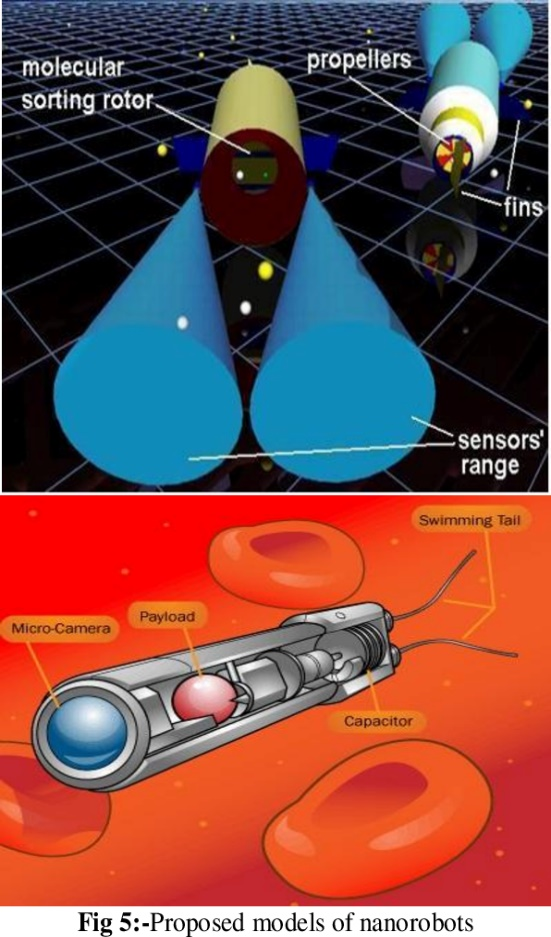 molecular
sorting rotor
propellers
fins
sensors'
range
Swimming Tail
Payload
Micro-Camera
Capacitor
Fig 5:-Proposed models of nanorobots